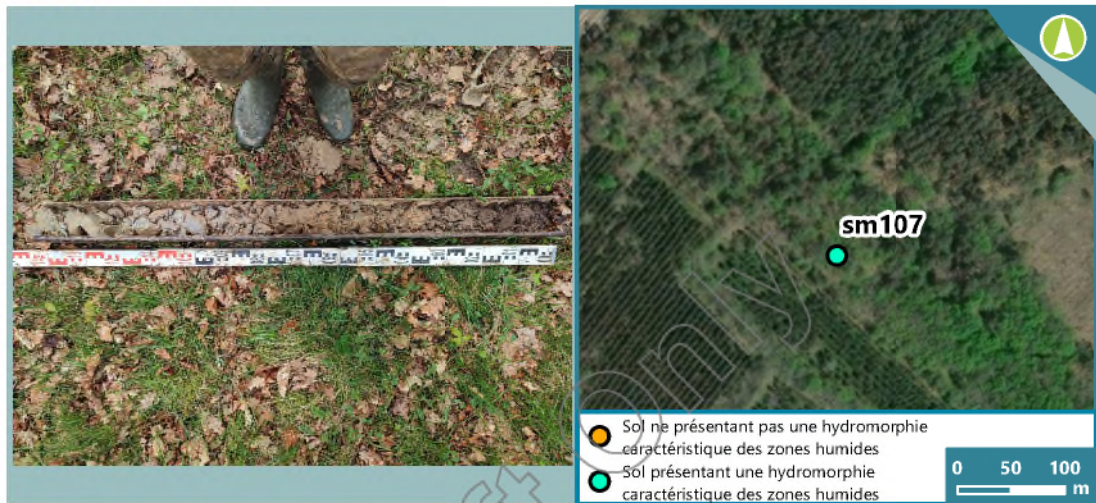 sm107
Sol ne présentant pas une hydromorphie
caractéristique des zones humides
Sol présentant une hydromorphie
caractéristique des zones humides
0 50 100
m
Only